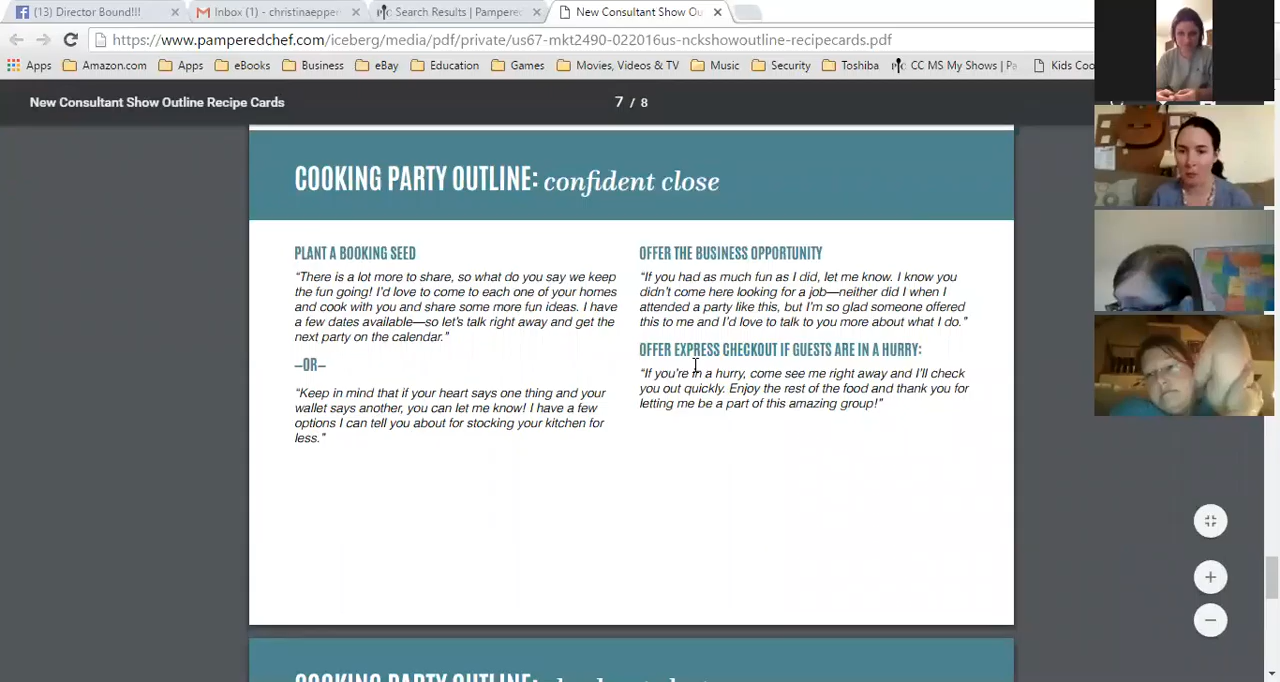 (13) Director Bound!!!
Inbox (1) - christinaepper
Search Results | Pampere
New Consultant Show Ou
https://www.pamperedchef.com/iceberg/media/pdf/private/us67-mkt2490-022016us-nckshowoutline-recipecards.pdf
Apps
Amazon.com
Apps
eBooks
Business
eBay
Education
Games
Movies, Videos & TV
Music
Security
Toshiba
CC MS My Shows | Pa
Kids Coo
New Consultant Show Outline Recipe Cards
7 / 8
COOKING PARTY OUTLINE: confident close
PLANT A BOOKING SEED
“There is a lot more to share, so what do you say we keep
the fun going! I’d love to come to each one of your homes
and cook with you and share some more fun ideas. I have
a few dates available—so let’s talk right away and get the
next party on the calendar.”
–OR–
“Keep in mind that if your heart says one thing and your
wallet says another, you can let me know! I have a few
options I can tell you about for stocking your kitchen for
less.”
OFFER THE BUSINESS OPPORTUNITY
“If you had as much fun as I did, let me know. I know you
didn’t come here looking for a job—neither did I when I
attended a party like this, but I’m so glad someone offered
this to me and I’d love to talk to you more about what I do.”
OFFER EXPRESS CHECKOUT IF GUESTS ARE IN A HURRY:
“If you’re in a hurry, come see me right away and I’ll check
you out quickly. Enjoy the rest of the food and thank you for
letting me be a part of this amazing group!”
COOKING PARTY OUTLINE: